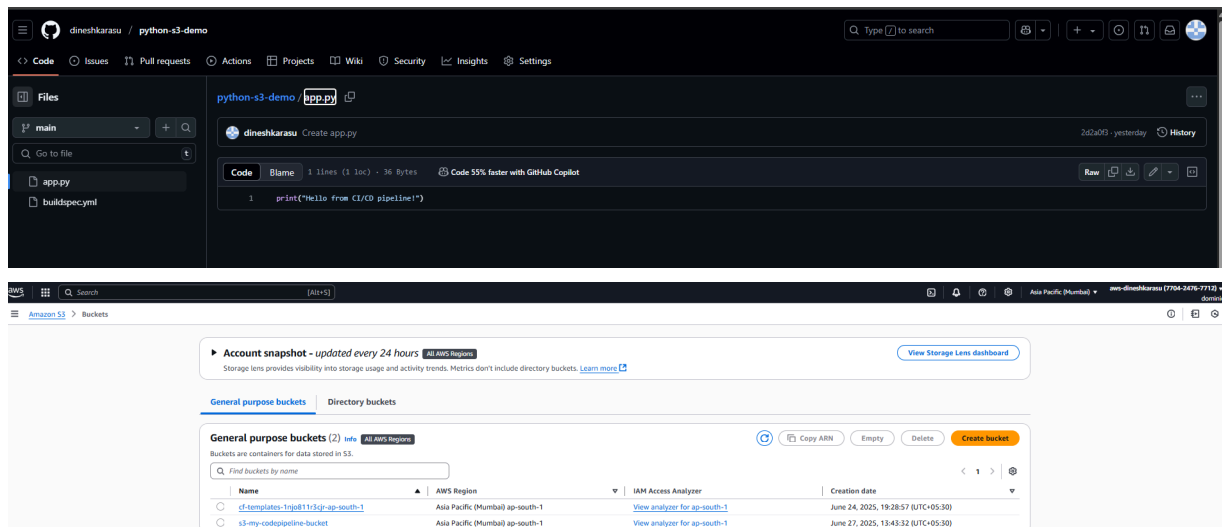 dineshkarasu / python-s3-demo
Type / to search
<> Code Issues Pull requests Actions Projects Wiki Security Insights Settings
Files
python-s3-demo / app.py
main
dineshkarasu Create app.py
2d2a0f3 · yesterday History
Go to file t
Code Blame 1 lines (1 loc) · 36 Bytes Code 55% faster with GitHub Copilot
Raw
app.py
1 print("Hello from CI/CD pipeline!")
buildspec.yml
aws Search [Alt+S]
Asia Pacific (Mumbai) aws-dineshkarasu (7704-2476-7712)
Amazon S3 > Buckets
Account snapshot - updated every 24 hours All AWS Regions
View Storage Lens dashboard
Storage lens provides visibility into storage usage and activity trends. Metrics don't include directory buckets. Learn more
General purpose buckets Directory buckets
General purpose buckets (2) Info All AWS Regions
Copy ARN Empty Delete Create bucket
Buckets are containers for data stored in S3.
Find buckets by name
< 1 >
Name AWS Region IAM Access Analyzer Creation date
cf-templates-1njo811r3cjr-ap-south-1 Asia Pacific (Mumbai) ap-south-1 View analyzer for ap-south-1 June 24, 2025, 19:28:57 (UTC+05:30)
s3-my-codepipeline-bucket Asia Pacific (Mumbai) ap-south-1 View analyzer for ap-south-1 June 27, 2025, 13:43:32 (UTC+05:30)